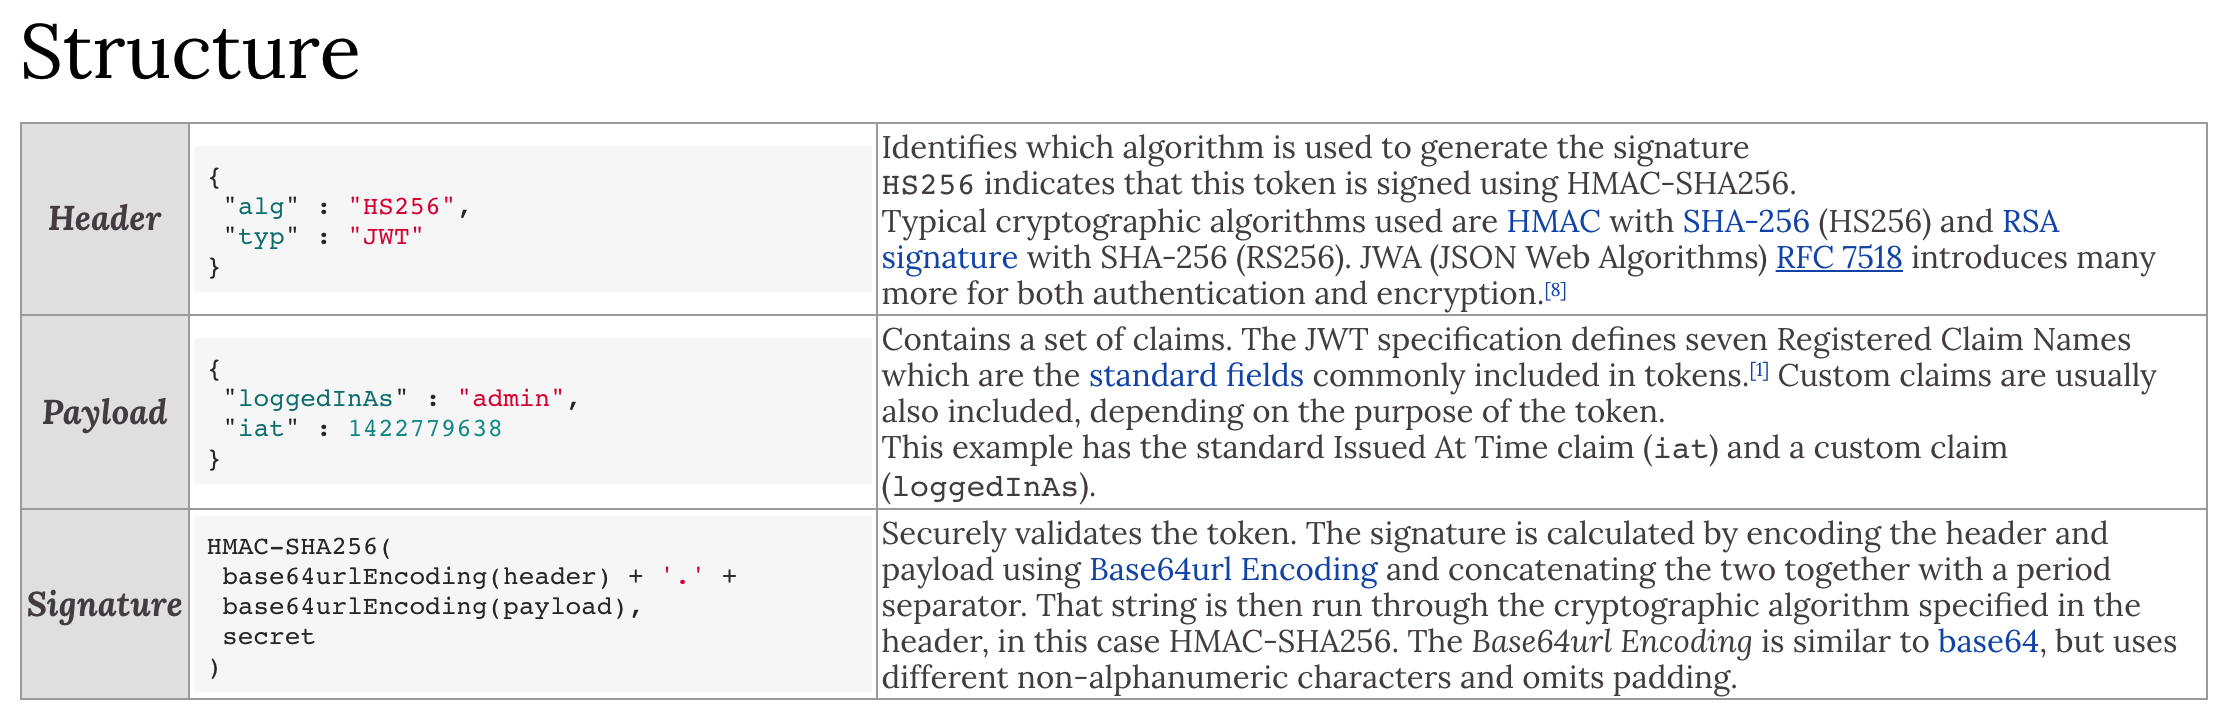 Structure
Header
{
"alg" : "HS256",
"typ" : "JWT"
}
Identifies which algorithm is used to generate the signature
HS256 indicates that this token is signed using HMAC-SHA256.
Typical cryptographic algorithms used are HMAC with SHA-256 (HS256) and RSA
signature with SHA-256 (RS256). JWA (JSON Web Algorithms) RFC 7518 introduces many
more for both authentication and encryption.[8]
Payload
{
"loggedInAs" : "admin",
"iat" : 1422779638
}
Contains a set of claims. The JWT specification defines seven Registered Claim Names
which are the standard fields commonly included in tokens.[1] Custom claims are usually
also included, depending on the purpose of the token.
This example has the standard Issued At Time claim (iat) and a custom claim
(loggedInAs).
Signature
HMAC-SHA256(
base64urlEncoding(header) + '.' +
base64urlEncoding(payload),
secret
)
Securely validates the token. The signature is calculated by encoding the header and
payload using Base64url Encoding and concatenating the two together with a period
separator. That string is then run through the cryptographic algorithm specified in the
header, in this case HMAC-SHA256. The Base64url Encoding is similar to base64, but uses
different non-alphanumeric characters and omits padding.